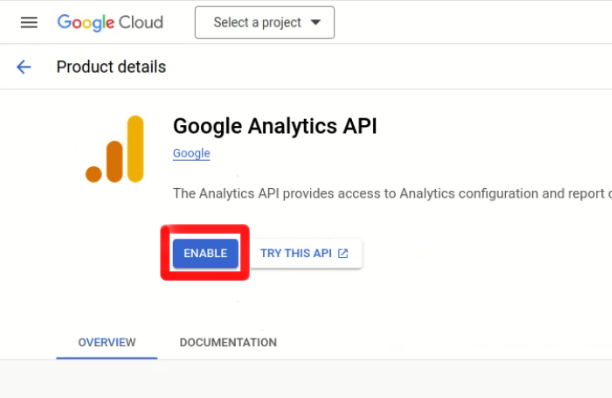 Google Cloud
Select a project
Product details
Google Analytics API
Google
The Analytics API provides access to Analytics configuration and report
ENABLE
TRY THIS API
OVERVIEW
DOCUMENTATION